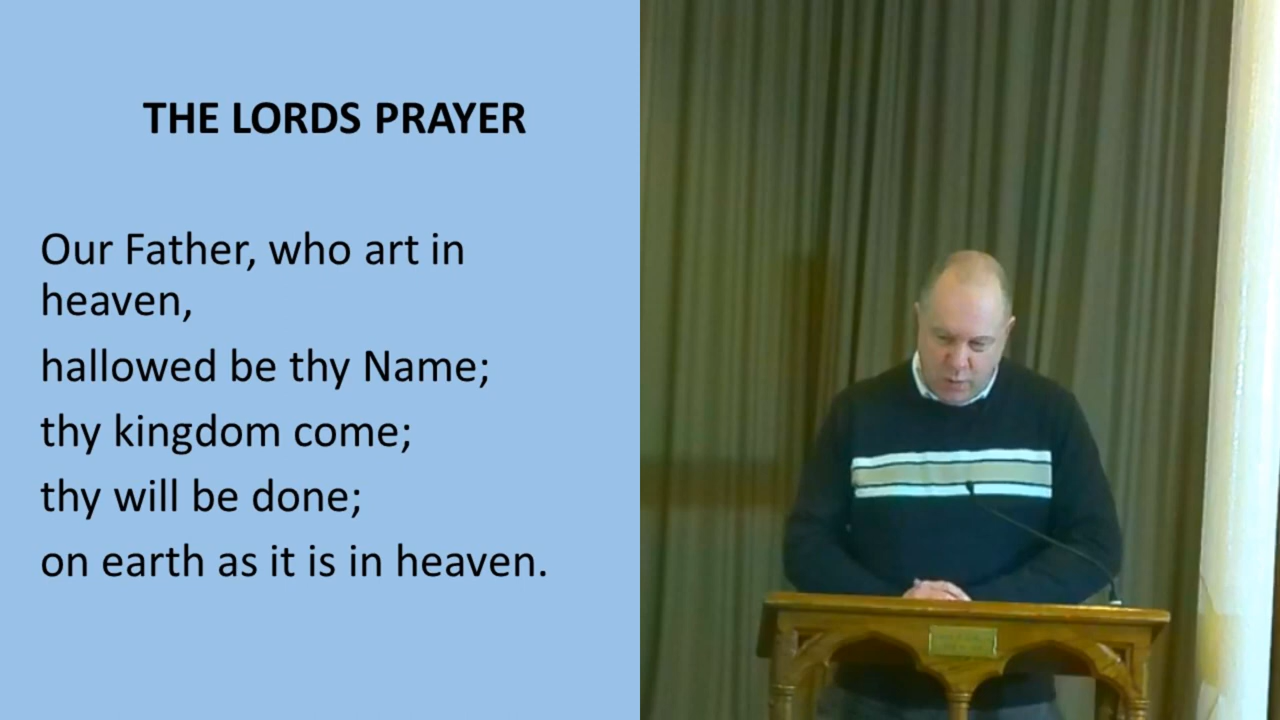 THE LORDS PRAYER
Our Father, who art in
heaven,
hallowed be thy Name;
thy kingdom come;
thy will be done;
on earth as it is in heaven.